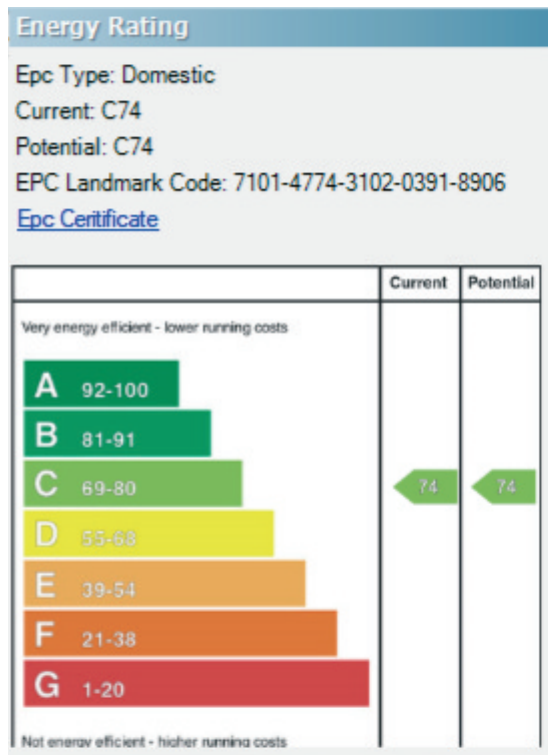 Energy Rating
Epc Type: Domestic
Current: C74
Potential: C74
EPC Landmark Code: 7101-4774-3102-0391-8906
Epc Ceritificate
Current Potential
Very energy efficient - lower running costs
A 92-100
B 81-91
C 69-80 74 74
D 55-68
E 39-54
F 21-38
G 1-20
Not energy efficient - higher running costs